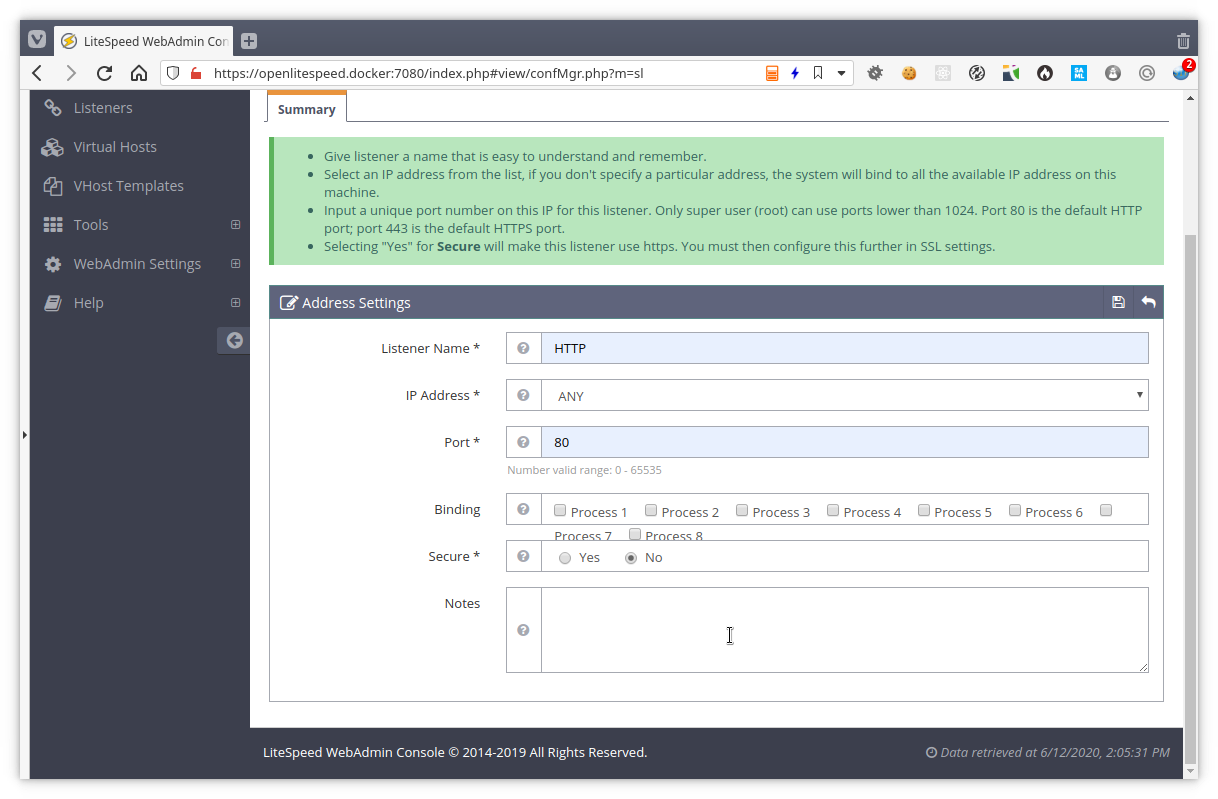 LiteSpeed WebAdmin Con
https://openlitespeed.docker:7080/index.php#view/confMgr.php?m=sl
SA
ML
2
Listeners
Virtual Hosts
VHost Templates
Tools
WebAdmin Settings
Help
Summary
Give listener a name that is easy to understand and remember.
Select an IP address from the list, if you don't specify a particular address, the system will bind to all the available IP address on this
machine.
Input a unique port number on this IP for this listener. Only super user (root) can use ports lower than 1024. Port 80 is the default HTTP
port; port 443 is the default HTTPS port.
Selecting "Yes" for Secure will make this listener use https. You must then configure this further in SSL settings.
Address Settings
Listener Name * HTTP
IP Address * ANY
Port * 80
Number valid range: 0 - 65535
Binding Process 1 Process 2 Process 3 Process 4 Process 5 Process 6
Process 7 Process 8
Secure * Yes No
Notes
LiteSpeed WebAdmin Console © 2014-2019 All Rights Reserved.
Data retrieved at 6/12/2020, 2:05:31 PM